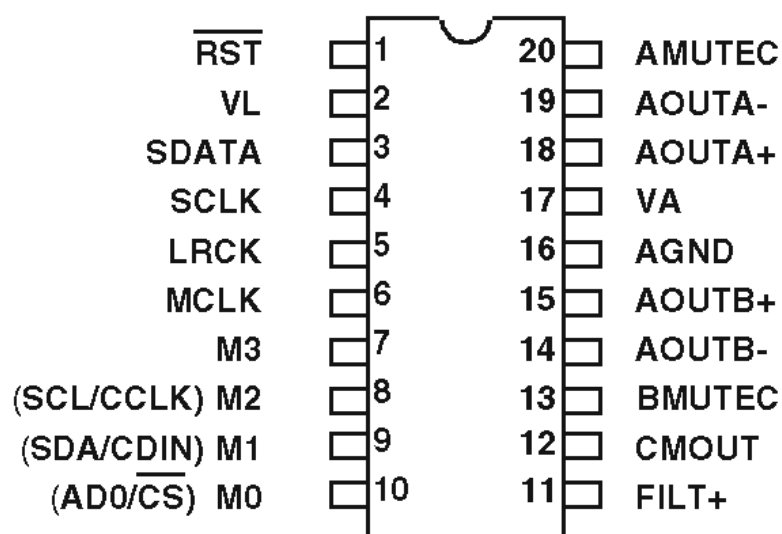 R̅S̅T̅ 1 20 AMUTEC
VL 2 19 AOUTA-
SDATA 3 18 AOUTA+
SCLK 4 17 VA
LRCK 5 16 AGND
MCLK 6 15 AOUTB+
M3 7 14 AOUTB-
(SCL/CCLK) M2 8 13 BMUTEC
(SDA/CDIN) M1 9 12 CMOUT
(AD0/C̅S̅) M0 10 11 FILT+